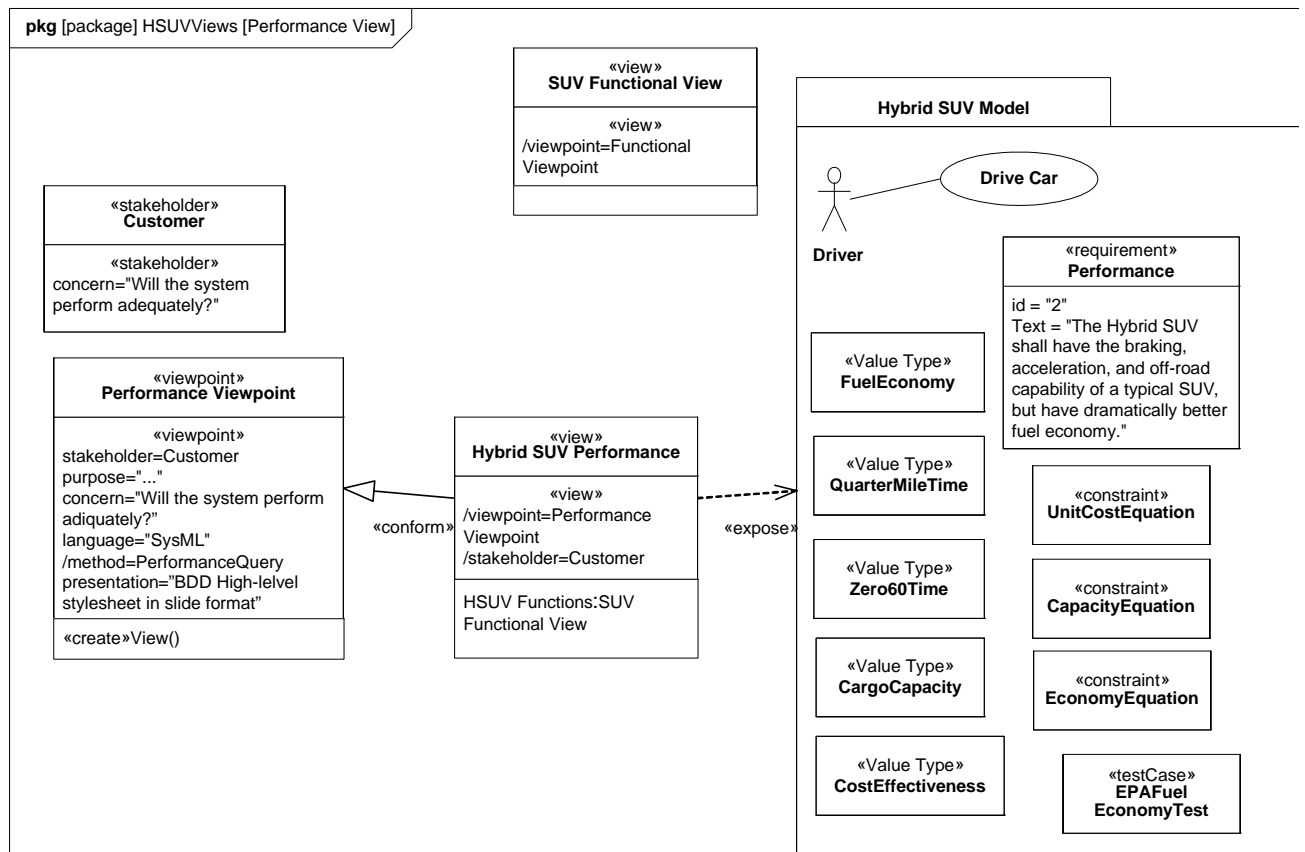 pkg [package] HSUVViews [Performance View]
«view»
SUV Functional View
«view»
/viewpoint=Functional
Viewpoint
Hybrid SUV Model
Drive Car
Driver
«stakeholder»
Customer
«stakeholder»
concern="Will the system
perform adequately?"
«requirement»
Performance
id = "2"
Text = "The Hybrid SUV
shall have the braking,
acceleration, and off-road
capability of a typical SUV,
but have dramatically better
fuel economy."
«viewpoint»
Performance Viewpoint
«viewpoint»
stakeholder=Customer
purpose="..."
concern="Will the system perform
adiquately?”
language="SysML"
/method=PerformanceQuery
presentation=”BDD High-lelvel
stylesheet in slide format”
«create»View()
«conform»
«view»
Hybrid SUV Performance
«view»
/viewpoint=Performance
Viewpoint
/stakeholder=Customer
HSUV Functions:SUV
Functional View
«expose»
«Value Type»
FuelEconomy
«Value Type»
QuarterMileTime
«Value Type»
Zero60Time
«Value Type»
CargoCapacity
«Value Type»
CostEffectiveness
«constraint»
UnitCostEquation
«constraint»
CapacityEquation
«constraint»
EconomyEquation
«testCase»
EPAFuel
EconomyTest